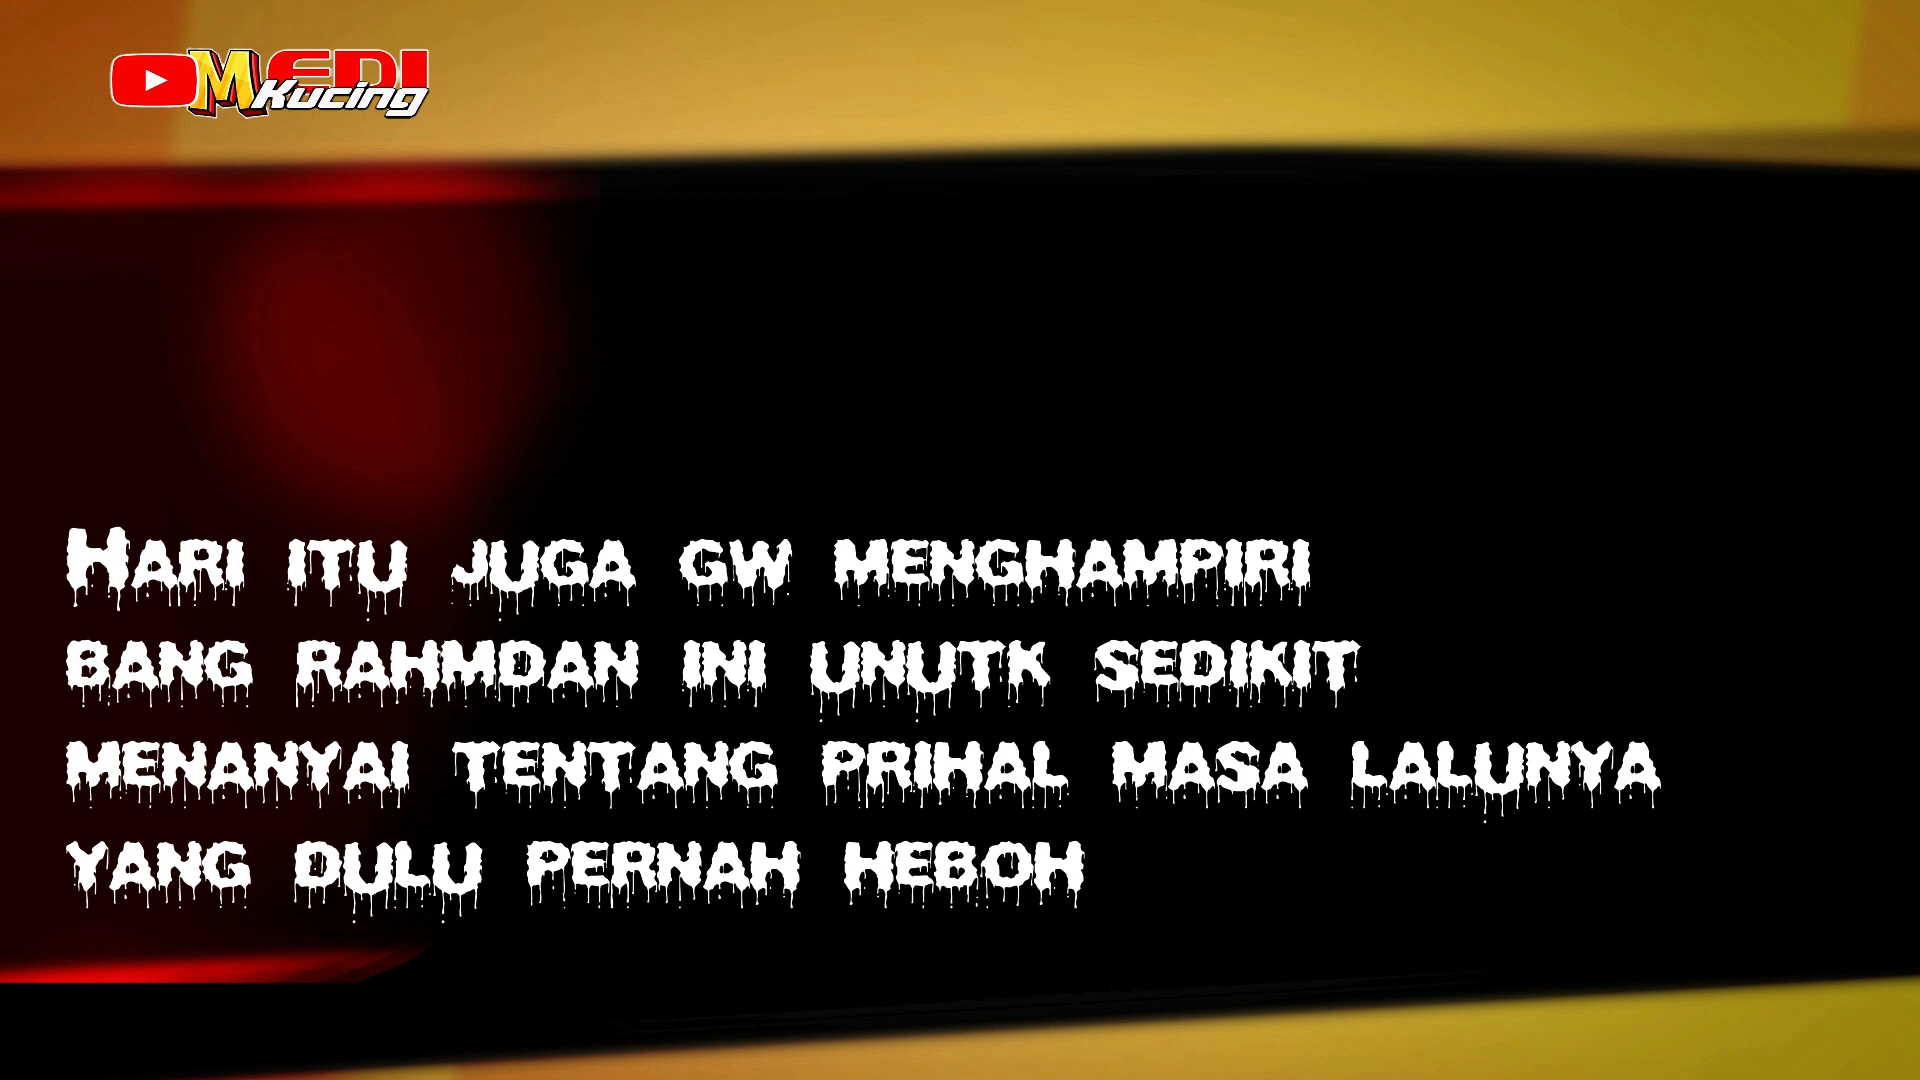 MEDI
Kucing
Hari itu juga gw menghampiri
bang rahmdan ini unutk sedikit
menanyai tentang prihal masa lalunya
yang dulu pernah heboh